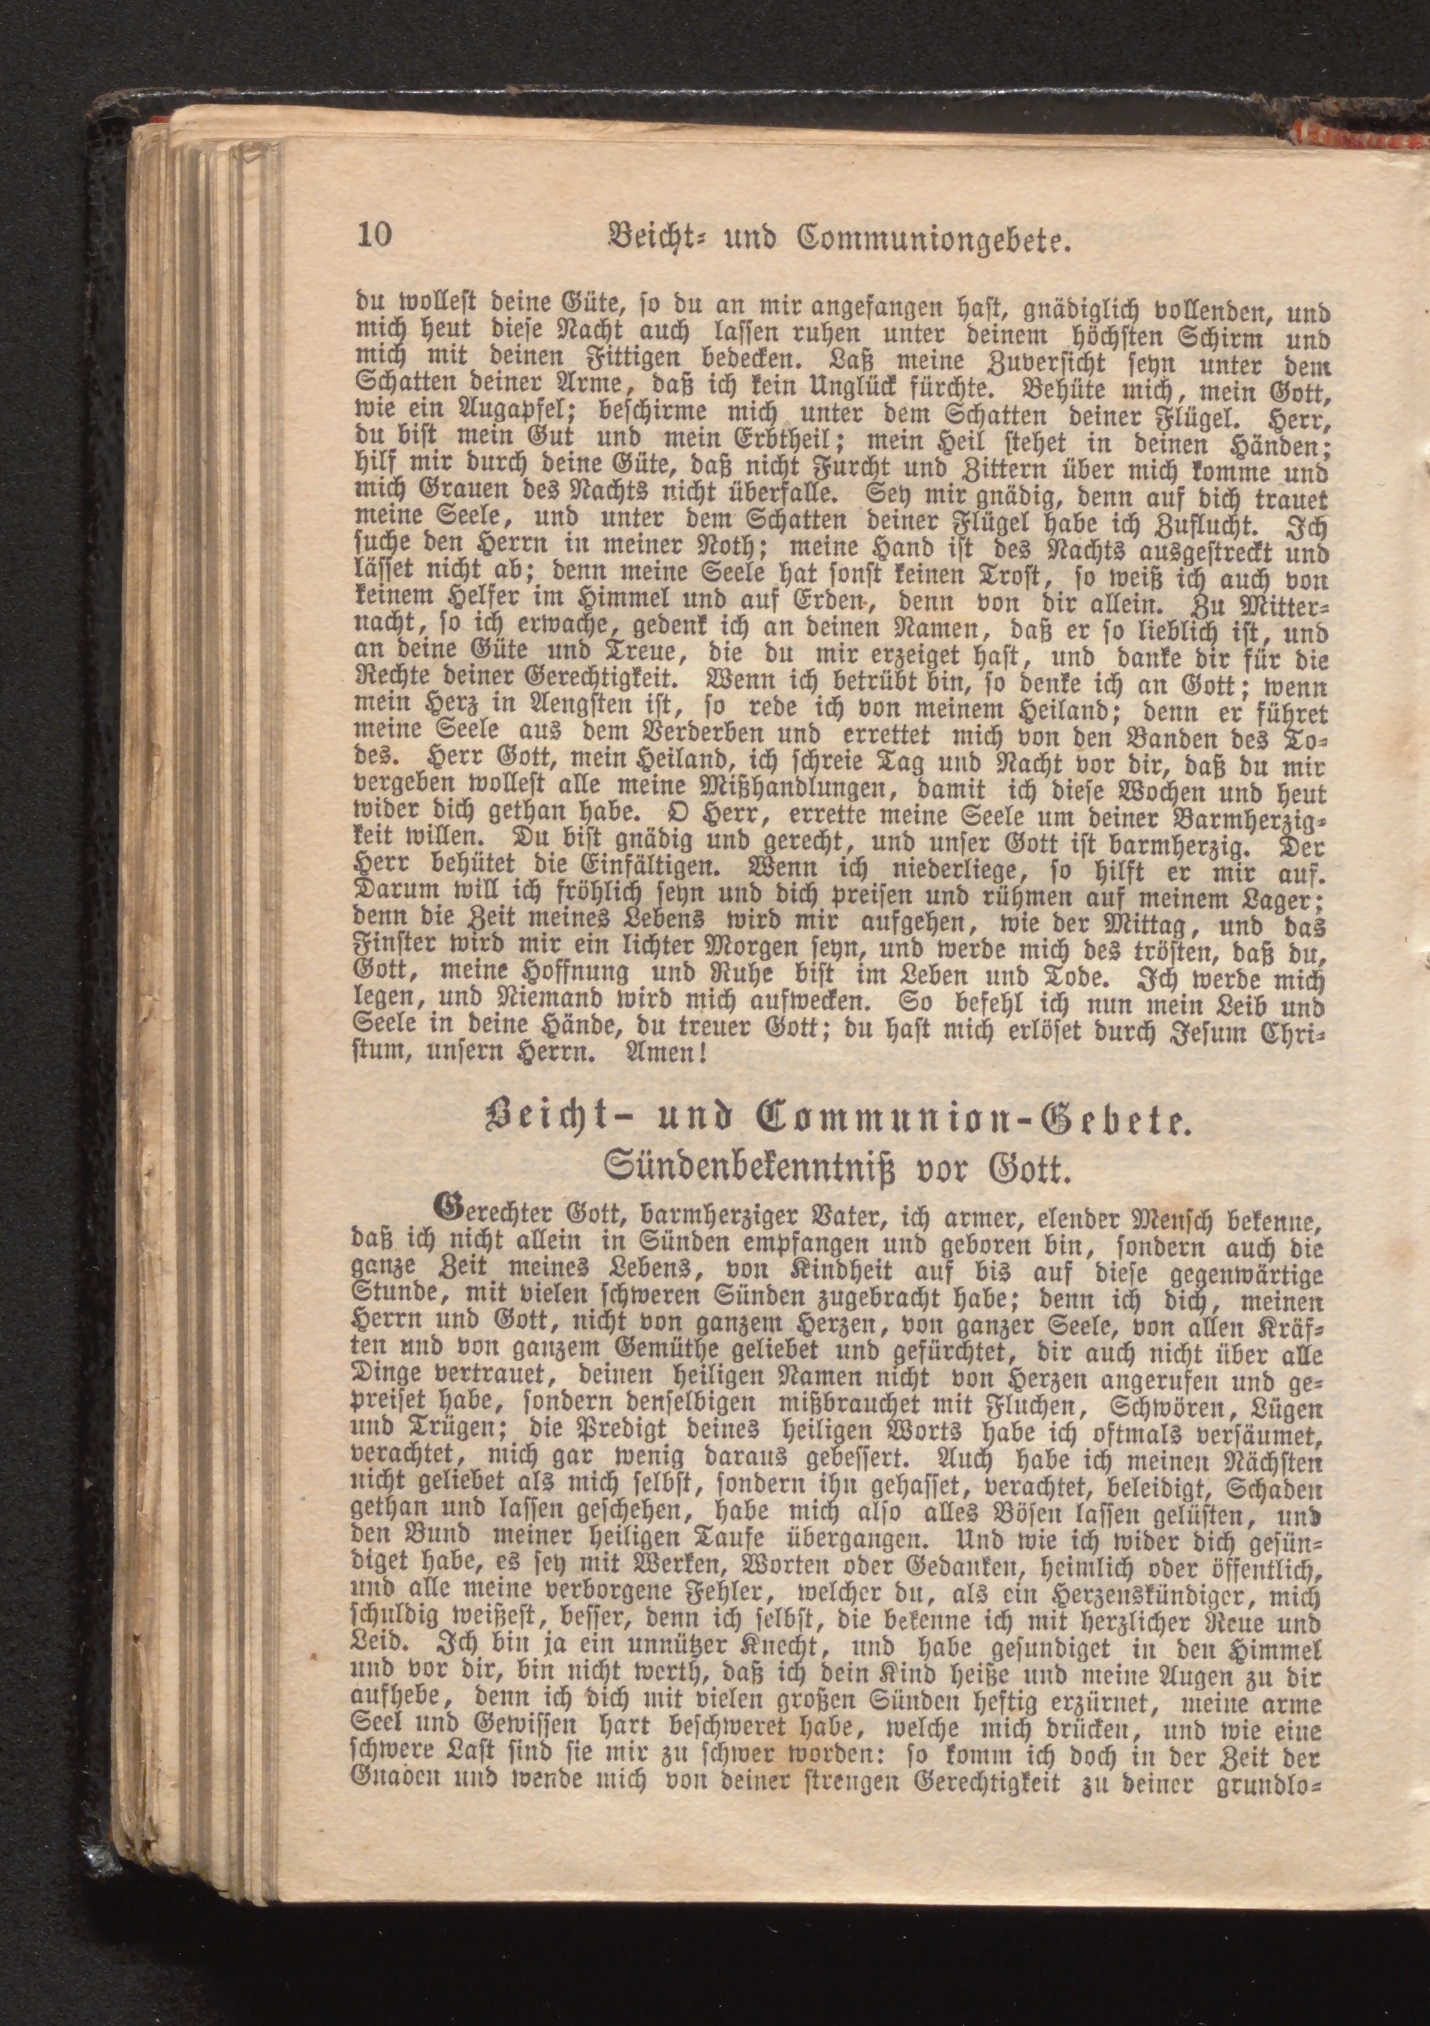 10 Beicht- und Communiongebete.
du wollest deine Güte, so du an mir angefangen hast, gnädiglich vollenden, und
mich heut diese Nacht auch lassen ruhen unter deinem höchsten Schirm und
mich mit deinen Fittigen bedecken. Laß meine Zuversicht seyn unter dem
Schatten deiner Arme, daß ich kein Unglück fürchte. Behüte mich, mein Gott,
wie ein Augapfel; beschirme mich unter dem Schatten deiner Flügel. Herr,
du bist mein Gut und mein Erbtheil; mein Heil stehet in deinen Händen;
hilf mir durch deine Güte, daß nicht Furcht und Zittern über mich komme und
mich Grauen des Nachts nicht überfalle. Sey mir gnädig, denn auf dich trauet
meine Seele, und unter dem Schatten deiner Flügel habe ich Zuflucht. Ich
suche den Herrn in meiner Noth; meine Hand ist des Nachts ausgestreckt und
lässet nicht ab; denn meine Seele hat sonst keinen Trost, so weiß ich auch von
keinem Helfer im Himmel und auf Erden, denn von dir allein. Zu Mitter-
nacht, so ich erwache, gedenk ich an deinen Namen, daß er so lieblich ist, und
an deine Güte und Treue, die du mir erzeiget hast, und danke dir für die
Rechte deiner Gerechtigkeit. Wenn ich betrübt bin, so denke ich an Gott; wenn
mein Herz in Aengsten ist, so rede ich von meinem Heiland; denn er führet
meine Seele aus dem Verderben und errettet mich von den Banden des To-
des. Herr Gott, mein Heiland, ich schreie Tag und Nacht vor dir, daß du mir
vergeben wollest alle meine Mißhandlungen, damit ich diese Wochen und heut
wider dich gethan habe. O Herr, errette meine Seele um deiner Barmherzig-
keit willen. Du bist gnädig und gerecht, und unser Gott ist barmherzig. Der
Herr behütet die Einfältigen. Wenn ich niederliege, so hilft er mir auf.
Darum will ich fröhlich seyn und dich preisen und rühmen auf meinem Lager;
denn die Zeit meines Lebens wird mir aufgehen, wie der Mittag, und das
Finster wird mir ein lichter Morgen seyn, und werde mich des trösten, daß du,
Gott, meine Hoffnung und Ruhe bist im Leben und Tode. Ich werde mich
legen, und Niemand wird mich aufwecken. So befehl ich nun mein Leib und
Seele in deine Hände, du treuer Gott; du hast mich erlöset durch Jesum Chri-
stum, unsern Herrn. Amen!
Beicht- und Communion-Gebete.
Sündenbekenntniß vor Gott.
Gerechter Gott, barmherziger Vater, ich armer, elender Mensch bekenne,
daß ich nicht allein in Sünden empfangen und geboren bin, sondern auch die
ganze Zeit meines Lebens, von Kindheit auf bis auf diese gegenwärtige
Stunde, mit vielen schweren Sünden zugebracht habe; denn ich dich, meinen
Herrn und Gott, nicht von ganzem Herzen, von ganzer Seele, von allen Kräf-
ten und von ganzem Gemüthe geliebet und gefürchtet, dir auch nicht über alle
Dinge vertrauet, deinen heiligen Namen nicht von Herzen angerufen und ge-
preiset habe, sondern denselbigen mißbrauchet mit Fluchen, Schwören, Lügen
und Trügen; die Predigt deines heiligen Worts habe ich oftmals versäumet,
verachtet, mich gar wenig daraus gebessert. Auch habe ich meinen Nächsten
nicht geliebet als mich selbst, sondern ihn gehasset, verachtet, beleidigt, Schaden
gethan und lassen geschehen, habe mich also alles Bösen lassen gelüsten, und
den Bund meiner heiligen Taufe übergangen. Und wie ich wider dich gesün-
diget habe, es sey mit Werken, Worten oder Gedanken, heimlich oder öffentlich,
und alle meine verborgene Fehler, welcher du, als ein Herzenskündiger, mich
schuldig weißest, besser, denn ich selbst, die bekenne ich mit herzlicher Reue und
Leid. Ich bin ja ein unnützer Knecht, und habe gesundiget in den Himmel
und vor dir, bin nicht werth, daß ich dein Kind heiße und meine Augen zu dir
aufhebe, denn ich dich mit vielen großen Sünden heftig erzürnet, meine arme
Seel und Gewissen hart beschweret habe, welche mich drücken, und wie eine
schwere Last sind sie mir zu schwer worden: so komm ich doch in der Zeit der
Gnaden und wende mich von deiner strengen Gerechtigkeit zu deiner grundlo-